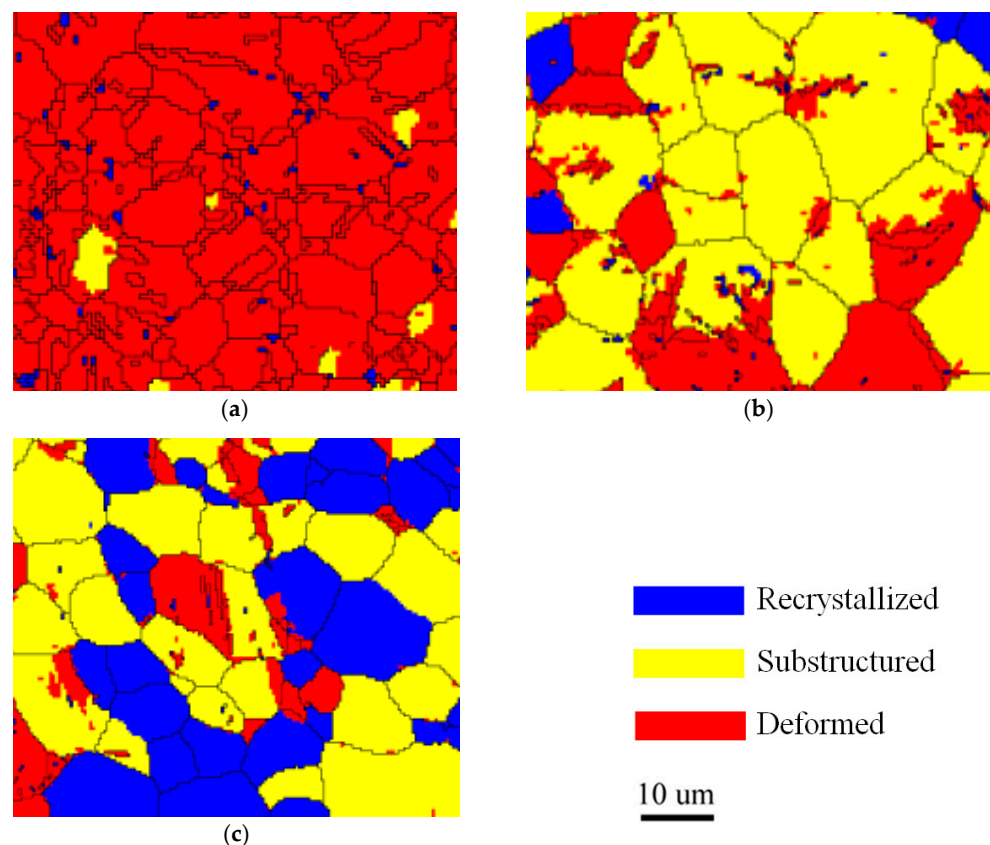 (a)
(b)
Recrystallized
Substructured
Deformed
10 um
(c)